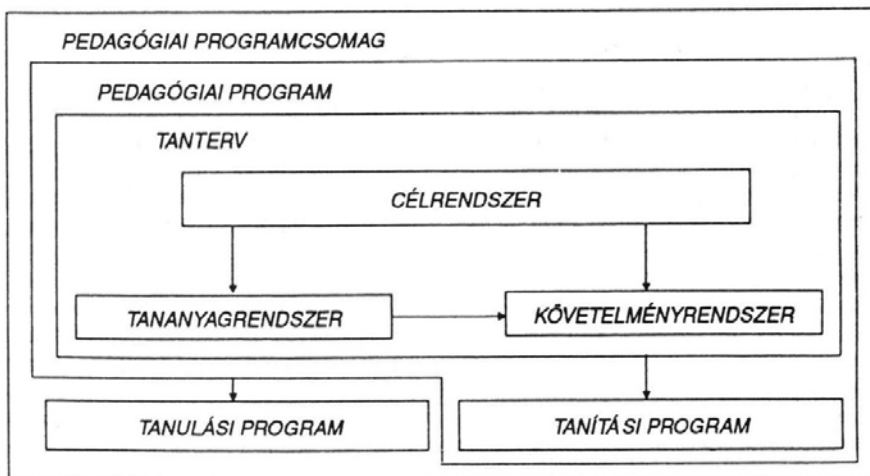 PEDAGÓGIAI PROGRAMCSOMAG
PEDAGÓGIAI PROGRAM
TANTERV
CÉLRENDSZER
TANANYAGRENDSZER
KÖVETELMÉNYRENDSZER
TANULÁSI PROGRAM
TANÍTÁSI PROGRAM